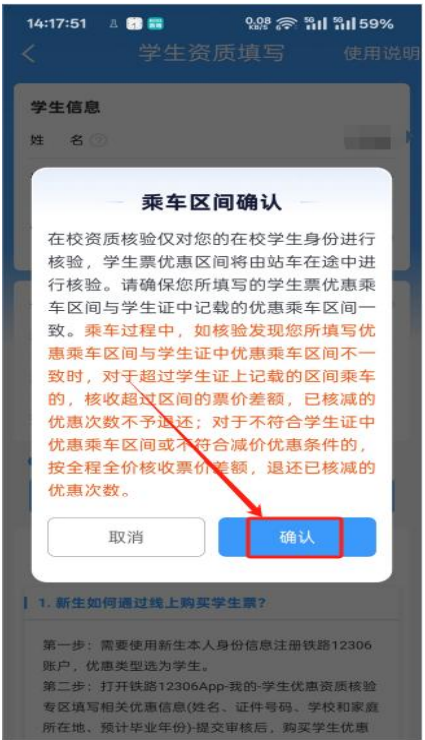 14:17:51
0.08 KB/S 5G 5G 59%
学生资质填写 使用说明
学生信息
姓 名
乘车区间确认
在校资质核验仅对您的在校学生身份进行
核验，学生票优惠区间将由站车在途中进
行核验。请确保您所填写的学生票优惠乘
车区间与学生证中记载的优惠乘车区间一
致。乘车过程中，如核验发现您所填写优
惠乘车区间与学生证中优惠乘车区间不一
致时，对于超过学生证上记载的区间乘车
的，核收超过区间的票价差额，已核减的
优惠次数不予退还；对于不符合学生证中
优惠乘车区间或不符合减价优惠条件的，
按全程全价核收票价差额，退还已核减的
优惠次数。
取消 确认
1. 新生如何通过线上购买学生票？
第一步：需要使用新生本人身份信息注册铁路12306
账户，优惠类型选为学生。
第二步：打开铁路12306App-我的-学生优惠资质核验
专区填写相关优惠信息(姓名、证件号码、学校和家庭
所在地、预计毕业年份)-提交审核后，购买学生优惠